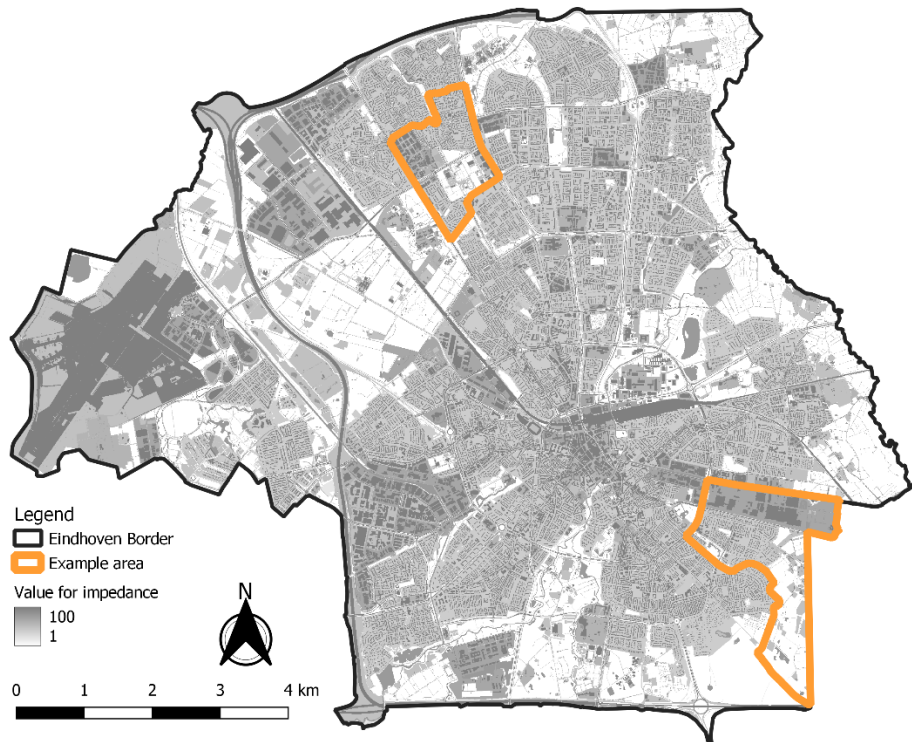 Legend
Eindhoven Border
Example area
Value for impedance
100
1
N
0 1 2 3 4 km